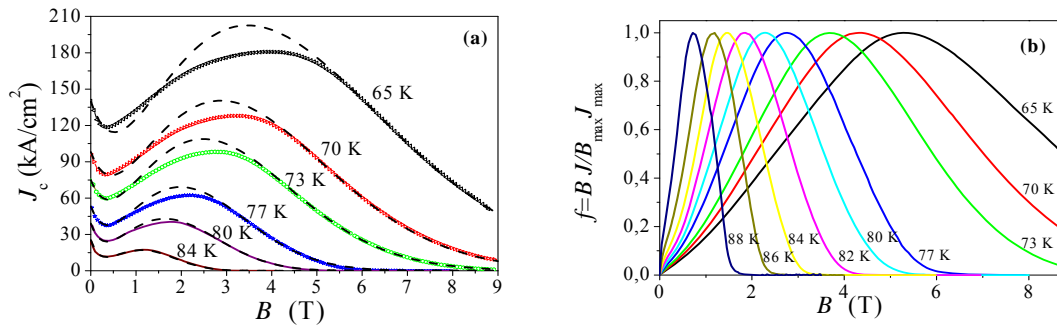 (a)
J_c (kA/cm²)
210
180
150
120
90
60
30
0
65 K
70 K
73 K
77 K
80 K
84 K
0 1 2 3 4 5 6 7 8 9
B (T)
(b)
f=B J/B_max J_max
1,0
0,8
0,6
0,4
0,2
0,0
65 K
70 K
73 K
88 K
86 K
84 K
82 K
80 K
77 K
0 2 4 6 8
B (T)